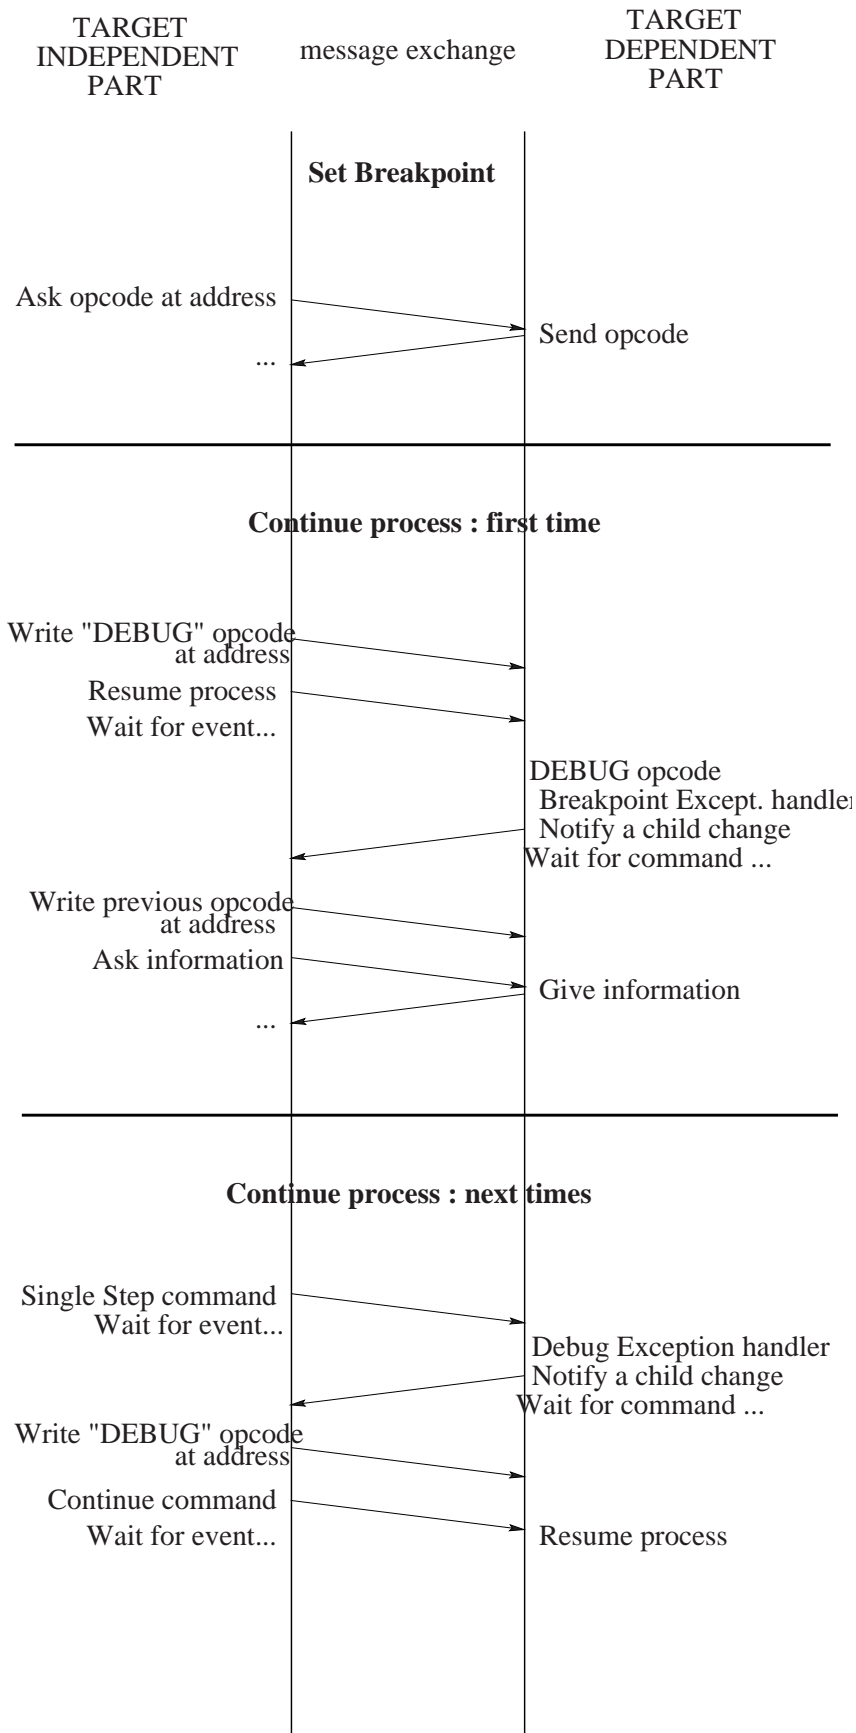 TARGET
INDEPENDENT
PART
message exchange
TARGET
DEPENDENT
PART
Set Breakpoint
Ask opcode at address
Send opcode
...
Continue process : first time
Write "DEBUG" opcode
at address
Resume process
Wait for event...
DEBUG opcode
Breakpoint Except. handler
Notify a child change
Wait for command ...
Write previous opcode
at address
Ask information
Give information
...
Continue process : next times
Single Step command
Wait for event...
Debug Exception handler
Notify a child change
Wait for command ...
Write "DEBUG" opcode
at address
Continue command
Wait for event...
Resume process